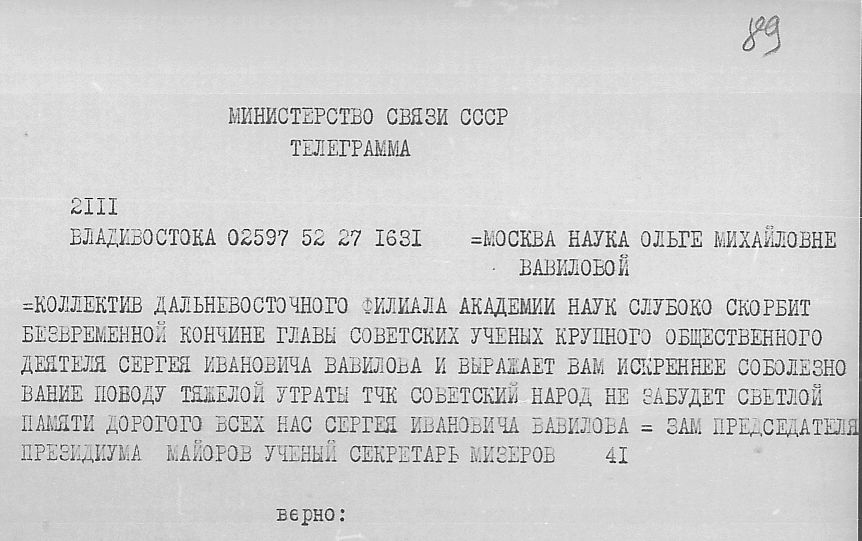 89
МИНИСТЕРСТВО СВЯЗИ СССР
ТЕЛЕГРАММА
2III
ВЛАДИВОСТОКА 02597 52 27 I631 =МОСКВА НАУКА ОЛЬГЕ МИХАЙЛОВНЕ
ВАВИЛОВОЙ
=КОЛЛЕКТИВ ДАЛЬНЕВОСТОЧНОГО ФИЛИАЛА АКАДЕМИИ НАУК СЛУБОКО СКОРБИТ
БЕЗВРЕМЕННОЙ КОНЧИНЕ ГЛАВЫ СОВЕТСКИХ УЧЕНЫХ КРУПНОГО ОБЩЕСТВЕННОГО
ДЕЯТЕЛЯ СЕРГЕЯ ИВАНОВИЧА ВАВИЛОВА И ВЫРАЖАЕТ ВАМ ИСКРЕННЕЕ СОБОЛЕЗНО
ВАНИЕ ПОВОДУ ТЯЖЕЛОЙ УТРАТЫ ТЧК СОВЕТСКИЙ НАРОД НЕ ЗАБУДЕТ СВЕТЛОЙ
ПАМЯТИ ДОРОГОГО ВСЕХ НАС СЕРГЕЯ ИВАНОВИЧА ВАВИЛОВА = ЗАМ ПРЕДСЕДАТЕЛЯ
ПРЕЗИДИУМА МАЙОРОВ УЧЕНЫЙ СЕКРЕТАРЬ МИЗЕРОВ 4I
верно: